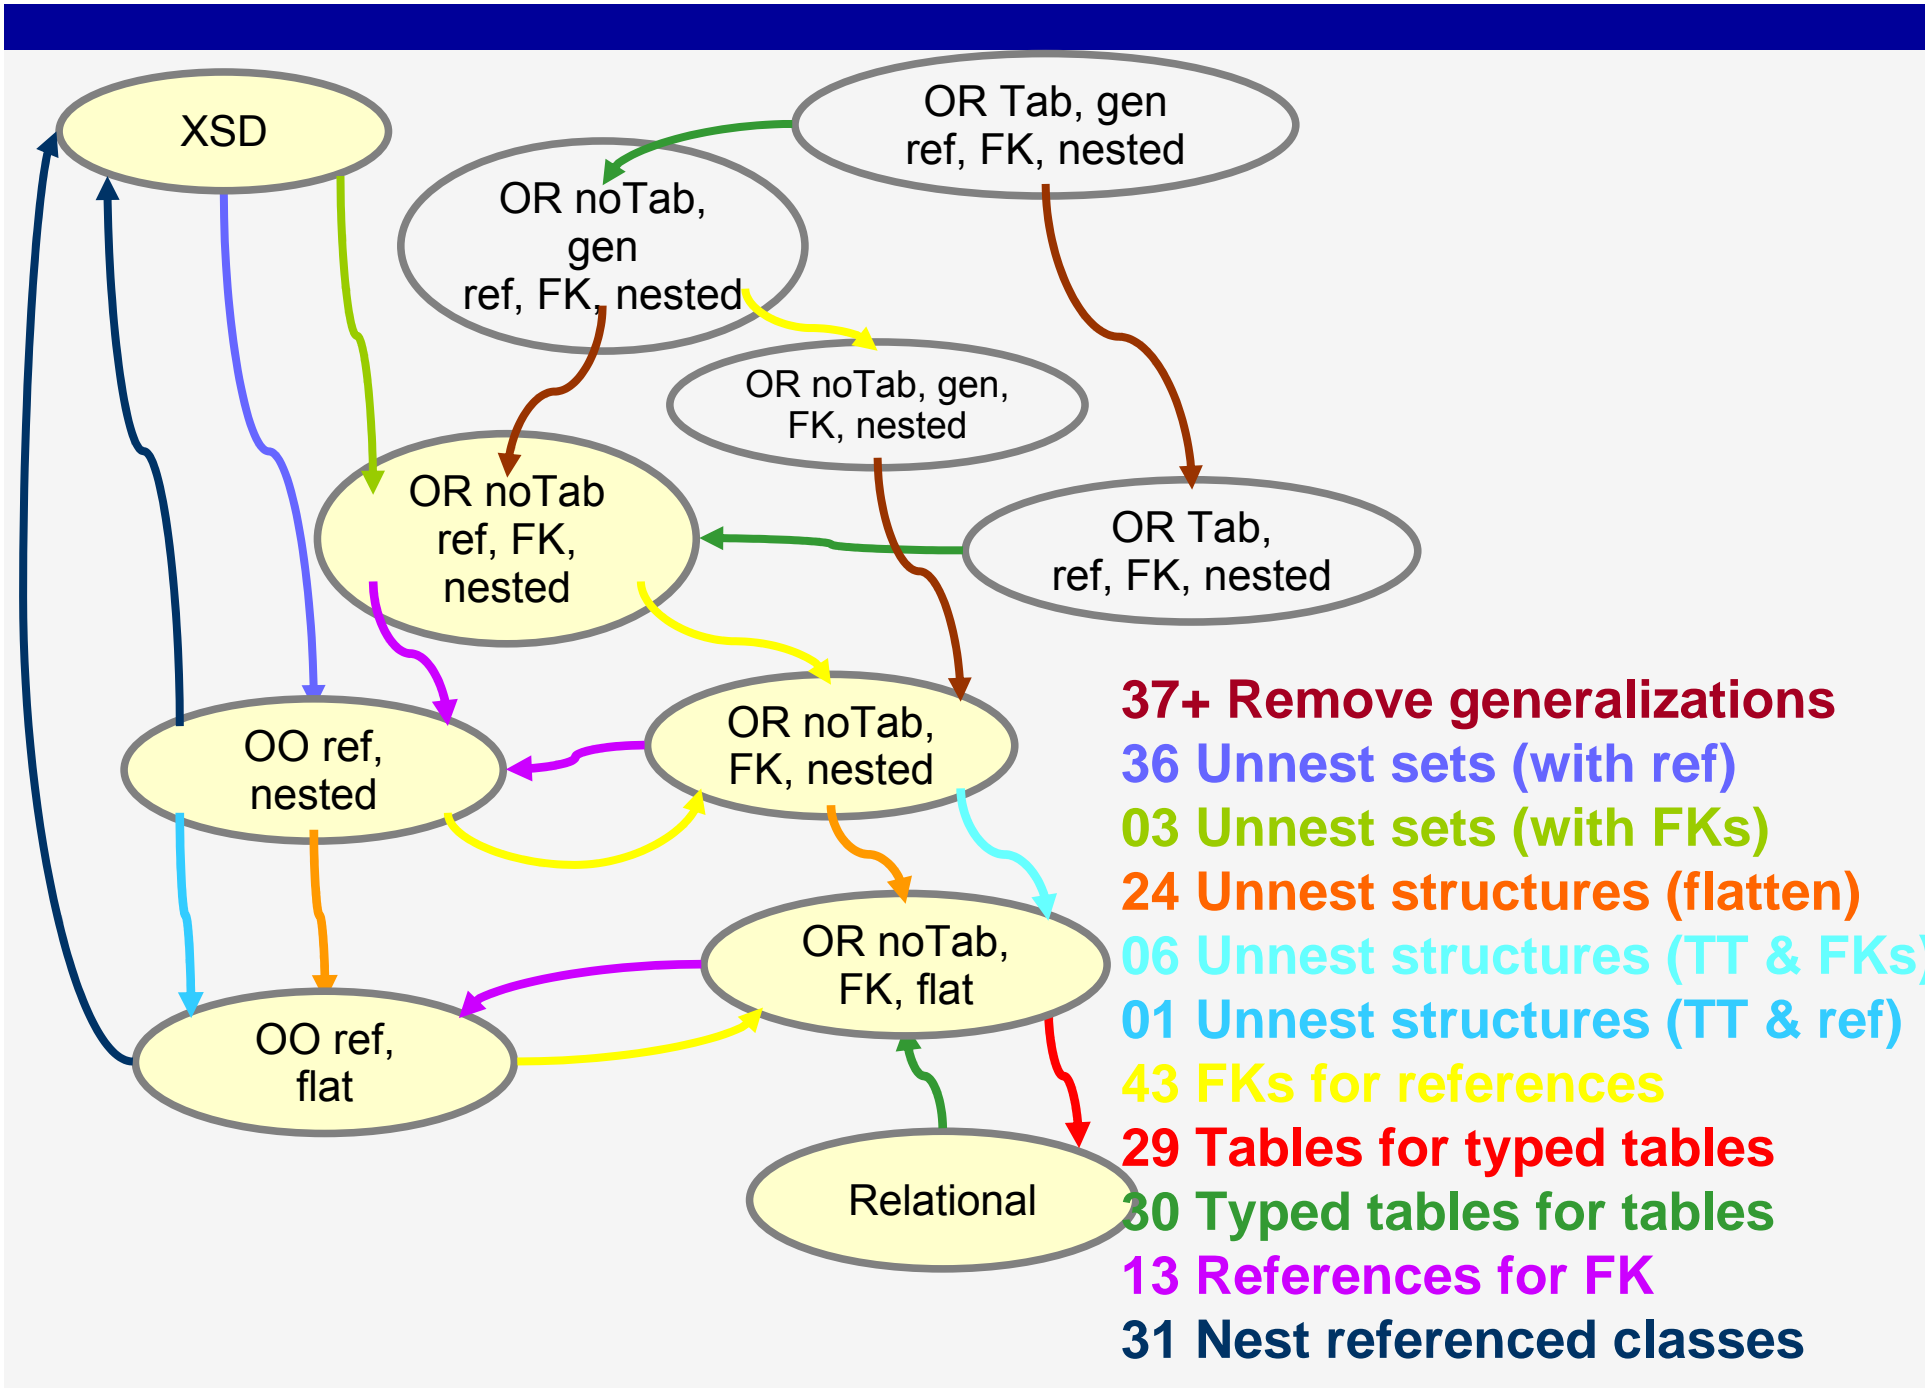 XSD
OR Tab, gen
ref, FK, nested
OR noTab,
gen
ref, FK, nested
OR noTab, gen,
FK, nested
OR noTab
ref, FK,
nested
OR Tab,
ref, FK, nested
OO ref,
nested
OR noTab,
FK, nested
OR noTab,
FK, flat
OO ref,
flat
Relational
37+ Remove generalizations
36 Unnest sets (with ref)
03 Unnest sets (with FKs)
24 Unnest structures (flatten)
06 Unnest structures (TT & FKs)
01 Unnest structures (TT & ref)
43 FKs for references
29 Tables for typed tables
30 Typed tables for tables
13 References for FK
31 Nest referenced classes